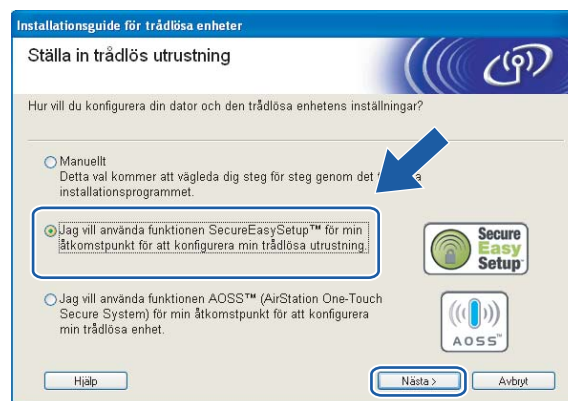 Installationsguide för trådlösa enheter
Ställa in trådlös utrustning
Hur vill du konfigurera din dator och den trådlösa enhetens inställningar?
Manuellt
Detta val kommer att vägleda dig steg för steg genom det
installationsprogrammet.
Jag vill använda funktionen SecureEasySetup™ för min
åtkomstpunkt för att konfigurera min trådlösa utrustning.
Secure
Easy
Setup
Jag vill använda funktionen AOSS™ (AirStation One-Touch
Secure System) för min åtkomstpunkt för att konfigurera
min trådlösa enhet.
AOSS™
Hjälp
Nästa >
Avbryt